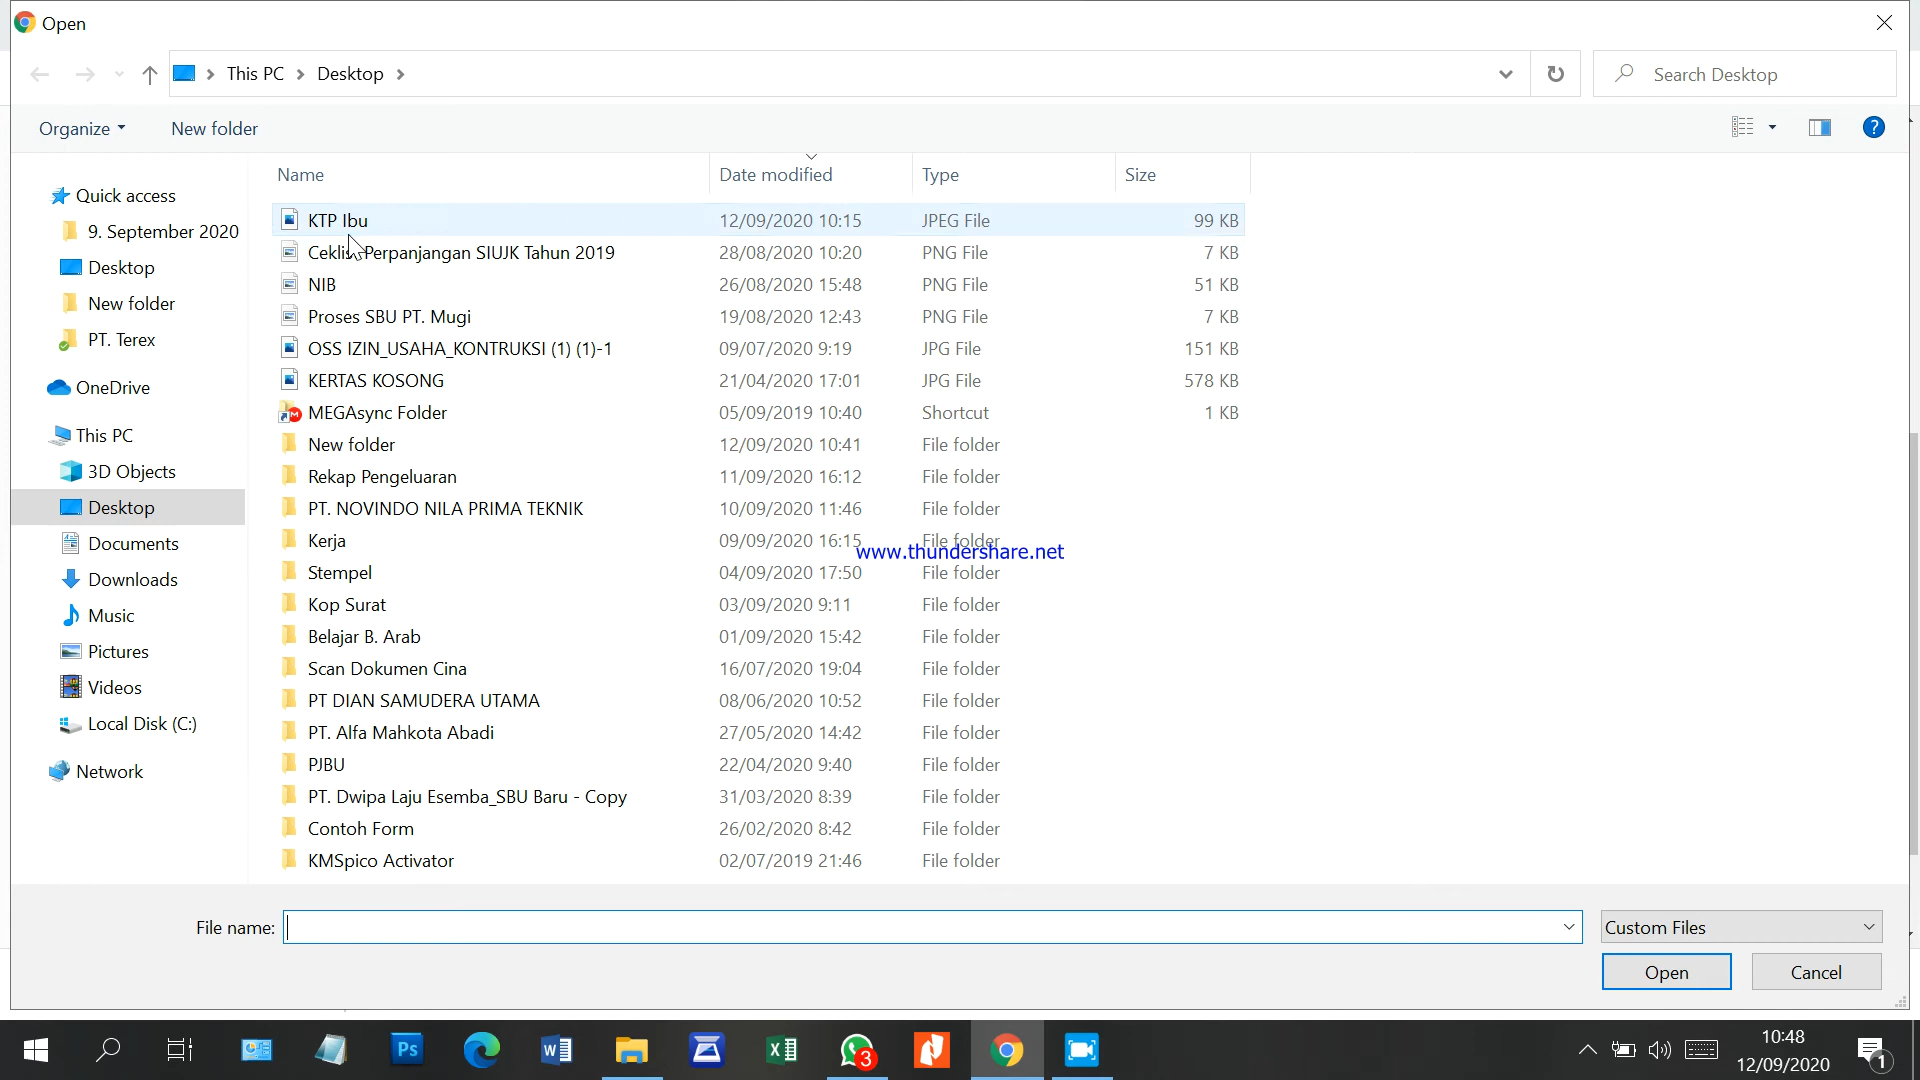 Open
This PC > Desktop >
Search Desktop
Organize
New folder
Name
Date modified
Type
Size
Quick access
9. September 2020
Desktop
New folder
PT. Terex
OneDrive
This PC
3D Objects
Desktop
Documents
Downloads
Music
Pictures
Videos
Local Disk (C:)
Network
KTP Ibu 12/09/2020 10:15 JPEG File 99 KB
Ceklis Perpanjangan SIUJK Tahun 2019 28/08/2020 10:20 PNG File 7 KB
NIB 26/08/2020 15:48 PNG File 51 KB
Proses SBU PT. Mugi 19/08/2020 12:43 PNG File 7 KB
OSS IZIN_USAHA_KONTRUKSI (1) (1)-1 09/07/2020 9:19 JPG File 151 KB
KERTAS KOSONG 21/04/2020 17:01 JPG File 578 KB
MEGAsync Folder 05/09/2019 10:40 Shortcut 1 KB
New folder 12/09/2020 10:41 File folder
Rekap Pengeluaran 11/09/2020 16:12 File folder
PT. NOVINDO NILA PRIMA TEKNIK 10/09/2020 11:46 File folder
Kerja 09/09/2020 16:15 File folder
www.thundershare.net
Stempel 04/09/2020 17:50 File folder
Kop Surat 03/09/2020 9:11 File folder
Belajar B. Arab 01/09/2020 15:42 File folder
Scan Dokumen Cina 16/07/2020 19:04 File folder
PT DIAN SAMUDERA UTAMA 08/06/2020 10:52 File folder
PT. Alfa Mahkota Abadi 27/05/2020 14:42 File folder
PJBU 22/04/2020 9:40 File folder
PT. Dwipa Laju Esemba_SBU Baru - Copy 31/03/2020 8:39 File folder
Contoh Form 26/02/2020 8:42 File folder
KMSpico Activator 02/07/2019 21:46 File folder
File name:
Custom Files
Open
Cancel
Ps
3
10:48
12/09/2020
1